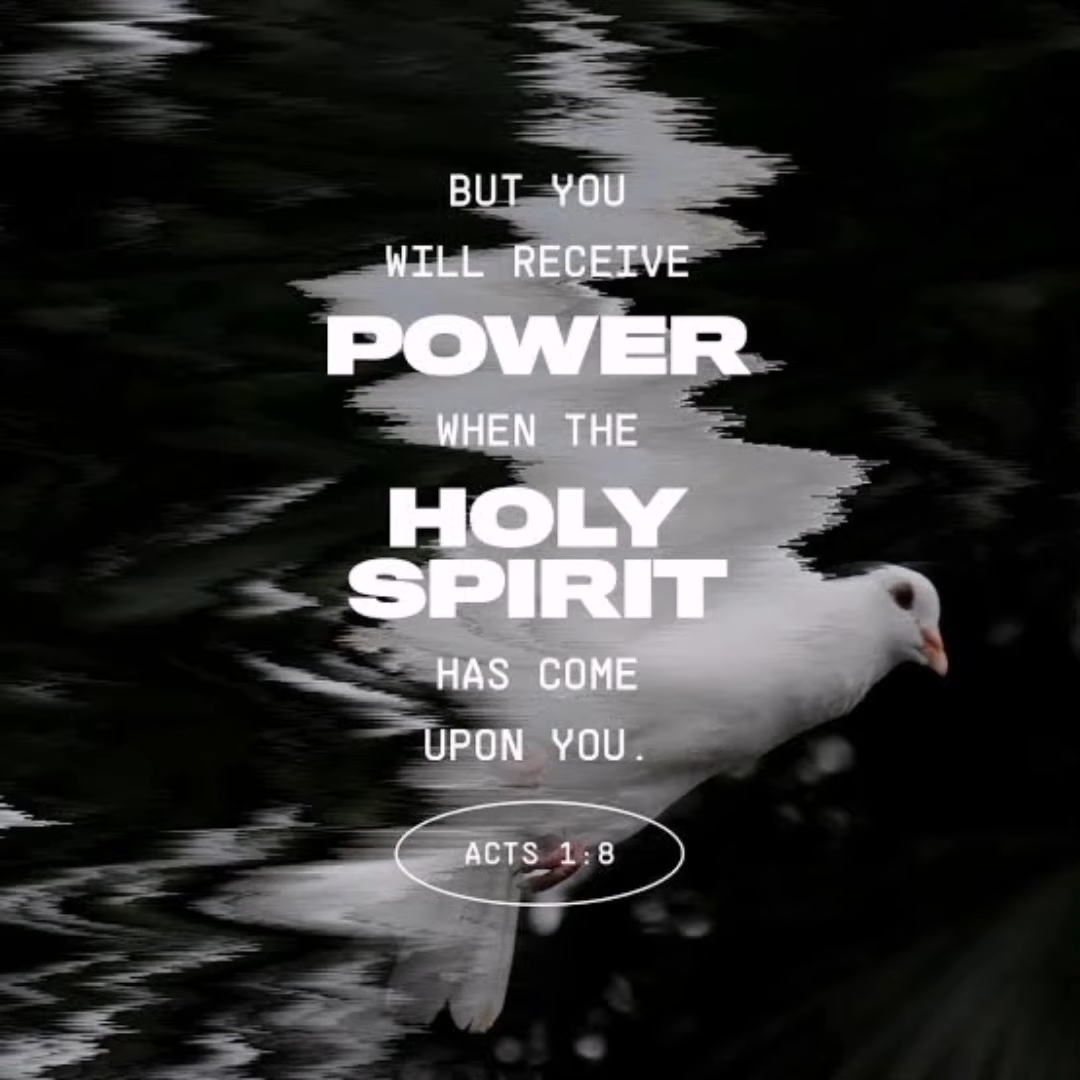 BUT YOU
WILL RECEIVE
POWER
WHEN THE
HOLY
SPIRIT
HAS COME
UPON YOU.
ACTS 1:8